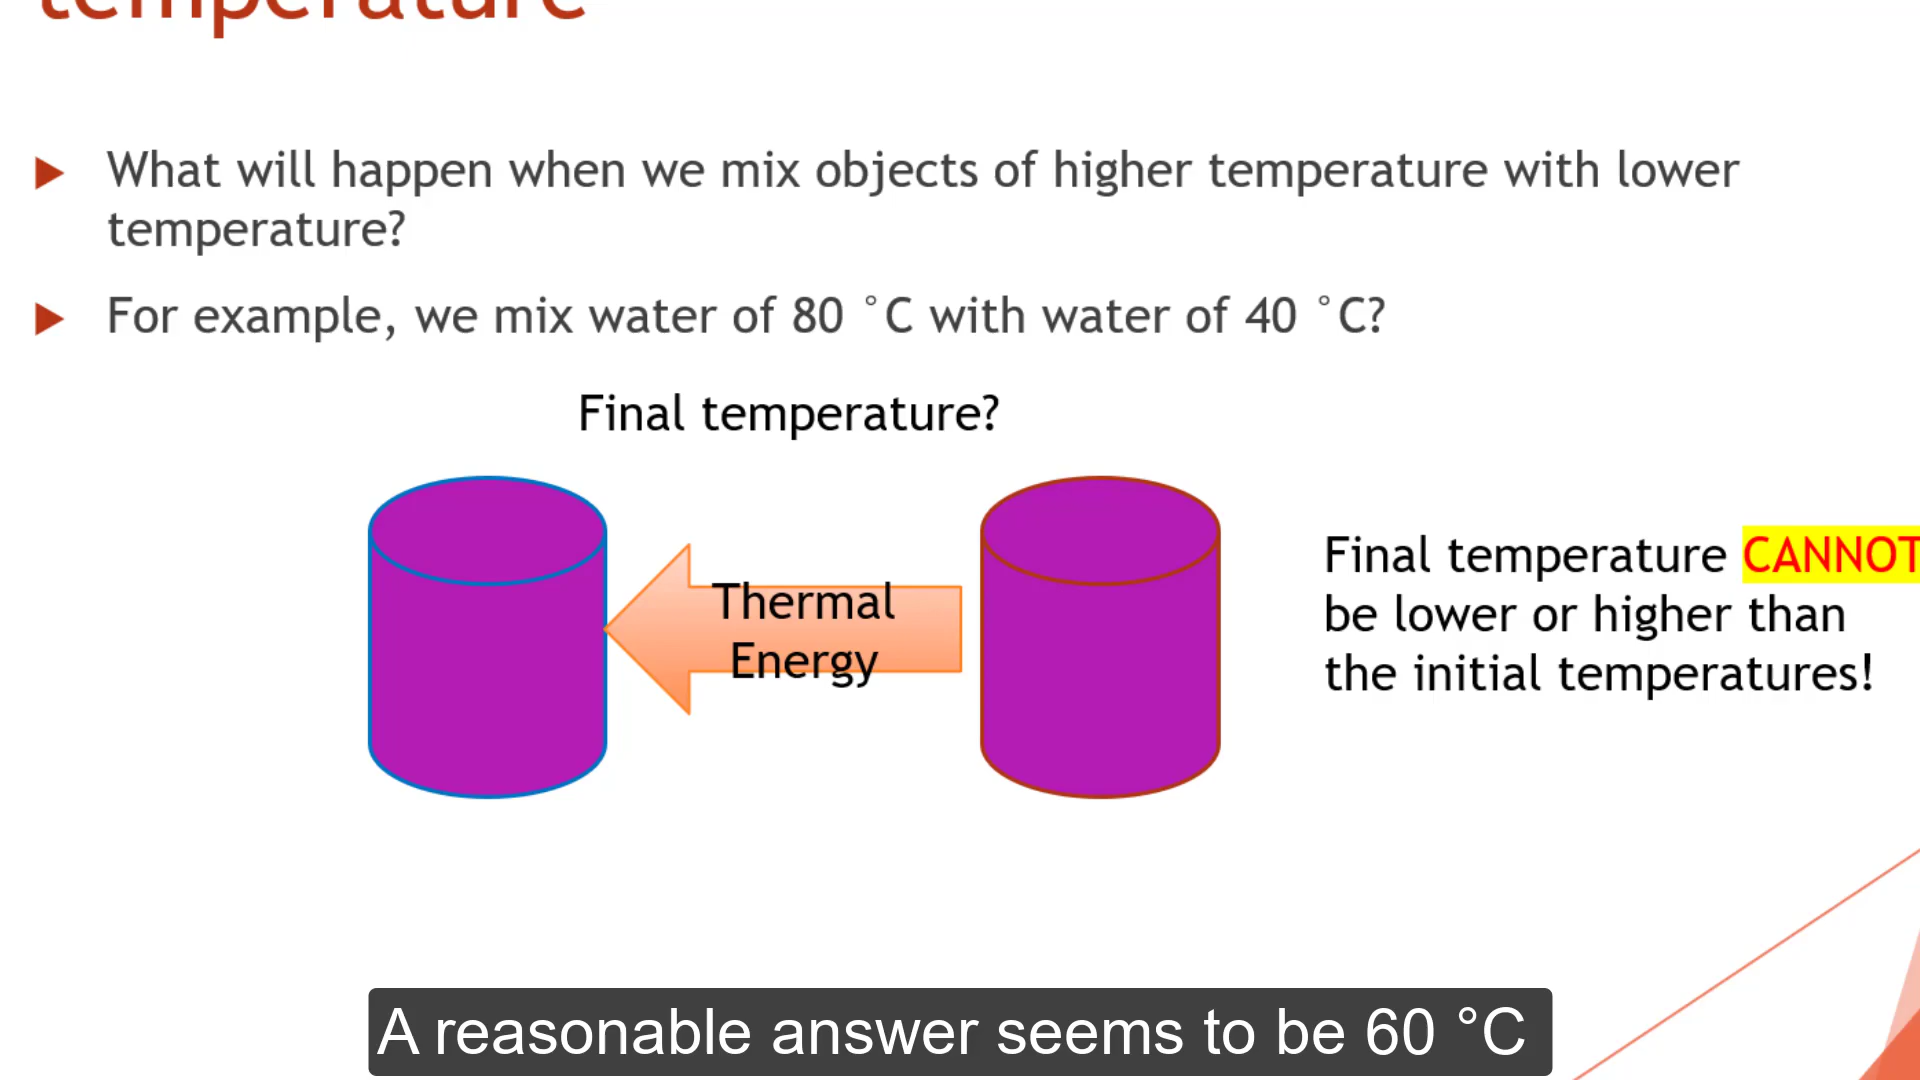 temperature
What will happen when we mix objects of higher temperature with lower
temperature?
For example, we mix water of 80 °C with water of 40 °C?
Final temperature?
Thermal
Energy
Final temperature CANNOT
be lower or higher than
the initial temperatures!
A reasonable answer seems to be 60 °C